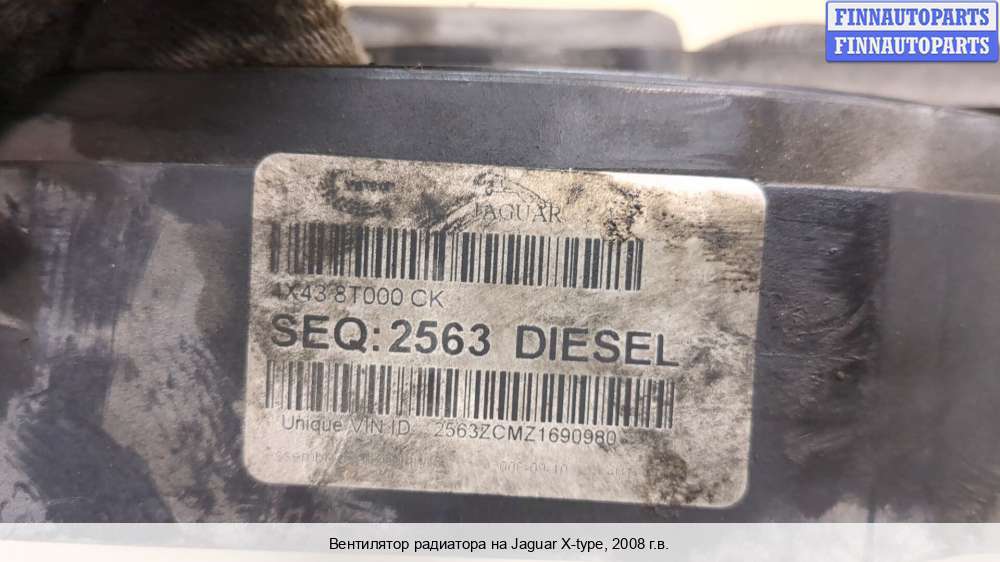 FINNAUTOPARTS
FINNAUTOPARTS
JAGUAR
4X43 8T000 CK
SEQ: 2563 DIESEL
Unique VIN ID 2563ZCMZ1690980
Вентилятор радиатора на Jaguar X-type, 2008 г.в.